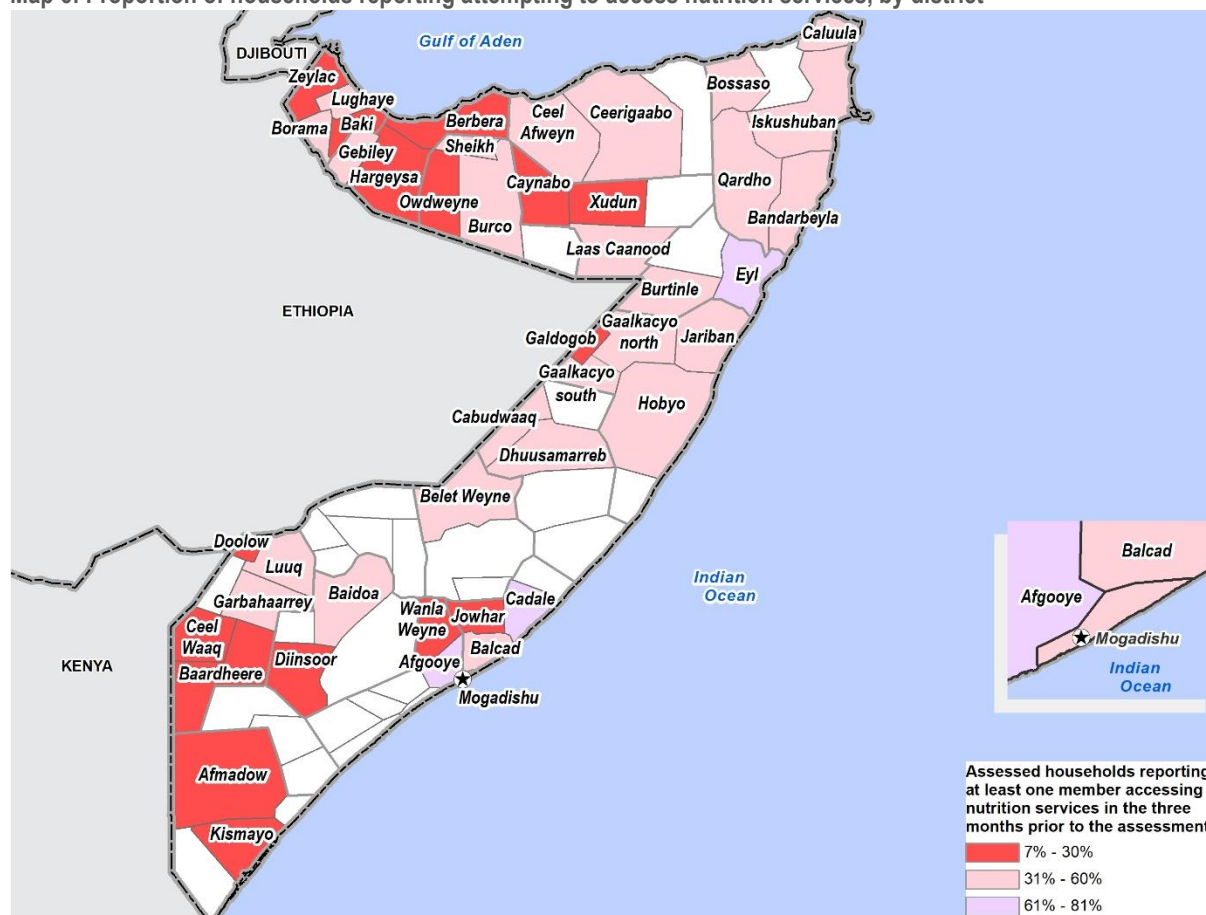 Map 6: Proportion of households reporting attempting to access nutrition services, by district
Caluula
Gulf of Aden
DJIBOUTI
Zeylac
Bossaso
Lughaye
Ceerigaabo
Berbera
Ceel
Afweyn
Borama
Baki
Iskushuban
Sheikh
Gebiley
Hargeysa
Caynabo
Qardho
Owdweyne
Xudun
Burco
Bandarbeyla
Laas Caanood
Eyl
Burtinle
ETHIOPIA
Gaalkacyo
north
Galdogob
Jariban
Gaalkacyo
south
Hobyo
Cabudwaaq
Dhuusamarreb
Belet Weyne
Doolow
Luuq
Indian
Ocean
Baidoa
Garbahaarrey
Cadale
Wanla
Weyne
Jowhar
Ceel
Waaq
Diinsoor
Balcad
KENYA
Afgooye
Baardheere
Mogadishu
Afmadow
Kismayo
Balcad
Afgooye
Mogadishu
Indian
Ocean
Assessed households reporting
at least one member accessing
nutrition services in the three
months prior to the assessment
7% - 30%
31% - 60%
61% - 81%